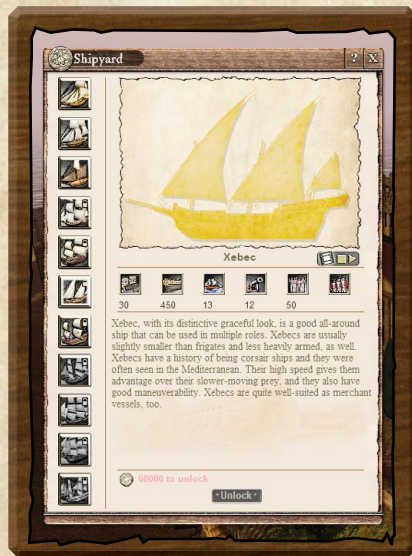 Shipyard
? X
Xebec
30 450 13 12 50
Xebec, with its distinctive graceful look, is a good all-around
ship that can be used in multiple roles. Xebecs are usually
slightly smaller than frigates and less heavily armed, as well.
Xebecs have a history of being corsair ships and they were
often seen in the Mediterranean. Their high speed gives them
advantage over their slower-moving prey, and they also have
good maneuverability. Xebecs are quite well-suited as merchant
vessels, too.
60000 to unlock
· Unlock ·